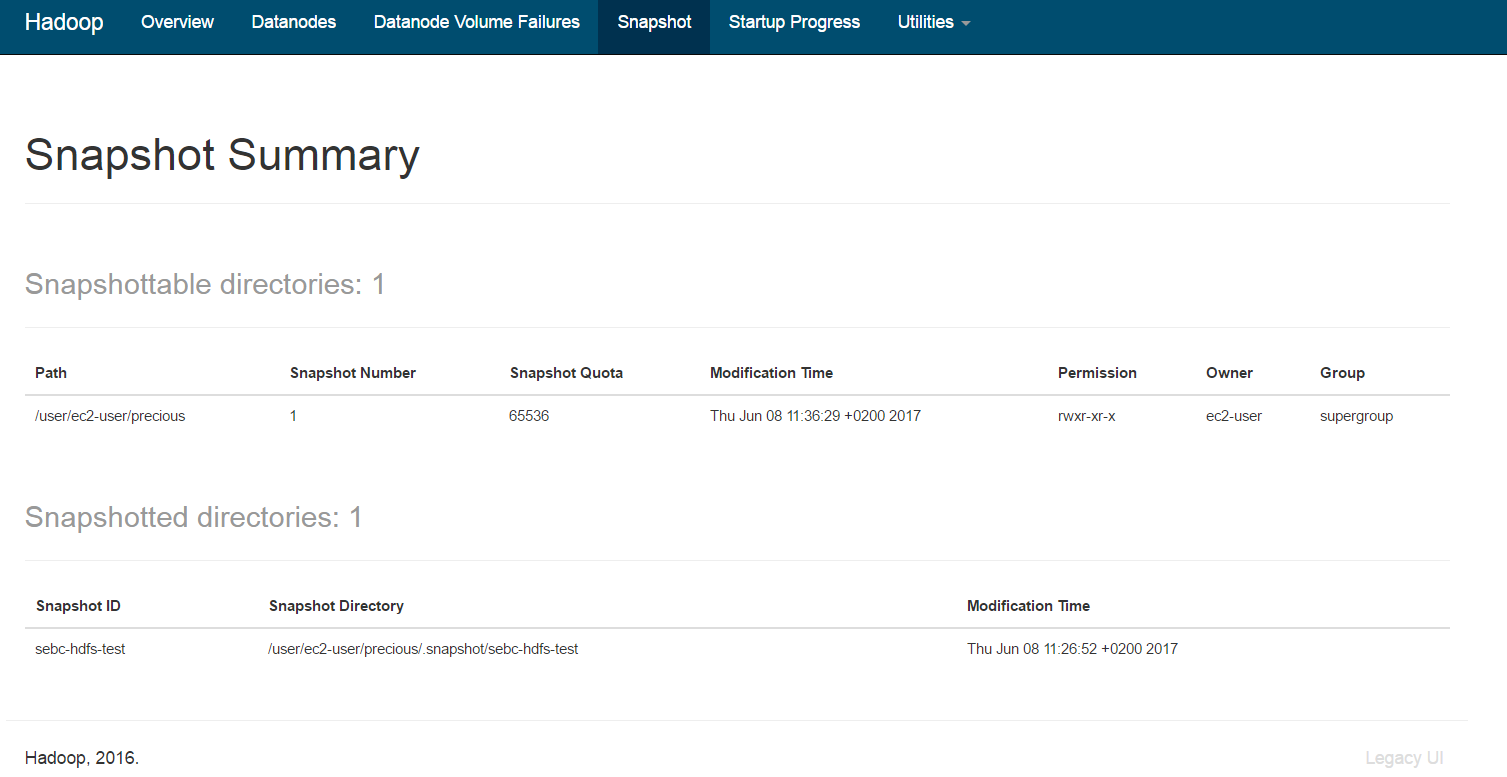 Hadoop Overview Datanodes Datanode Volume Failures Snapshot Startup Progress Utilities
Snapshot Summary
Snapshottable directories: 1
Path Snapshot Number Snapshot Quota Modification Time Permission Owner Group
/user/ec2-user/precious 1 65536 Thu Jun 08 11:36:29 +0200 2017 rwxr-xr-x ec2-user supergroup
Snapshotted directories: 1
Snapshot ID Snapshot Directory Modification Time
sebc-hdfs-test /user/ec2-user/precious/.snapshot/sebc-hdfs-test Thu Jun 08 11:26:52 +0200 2017
Hadoop, 2016. Legacy UI